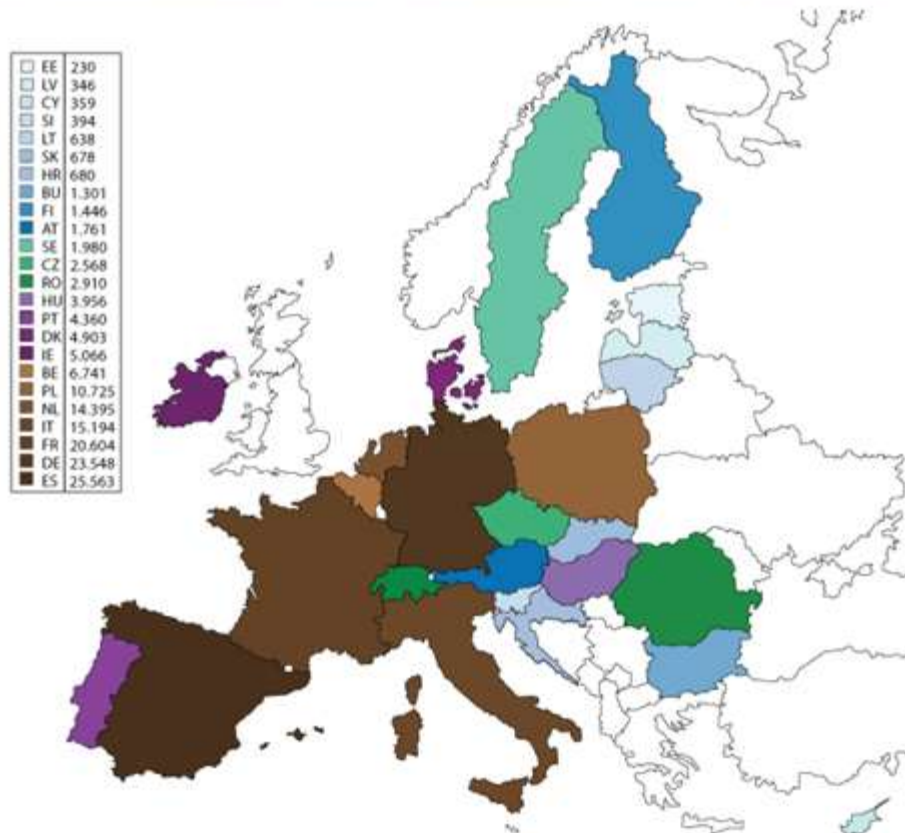 EE 230
LV 346
CY 359
SI 394
LT 638
SK 678
HR 680
BU 1.301
FI 1.446
AT 1.761
SE 1.980
CZ 2.568
RO 2.910
HU 3.956
PT 4.360
DK 4.903
IE 5.066
BE 6.741
PL 10.725
NL 14.395
IT 15.194
FR 20.604
DE 23.548
ES 25.563